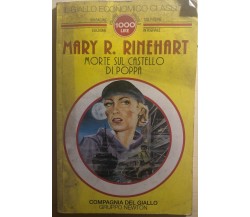 IL GIALLO ECONOMICO CLASSICO
1000
LIRE
MARY R. RINEHART
MORTE SUL CASTELLO
DI POPPA
COMPAGNIA DEL GIALLO
GRUPPO NEWTON